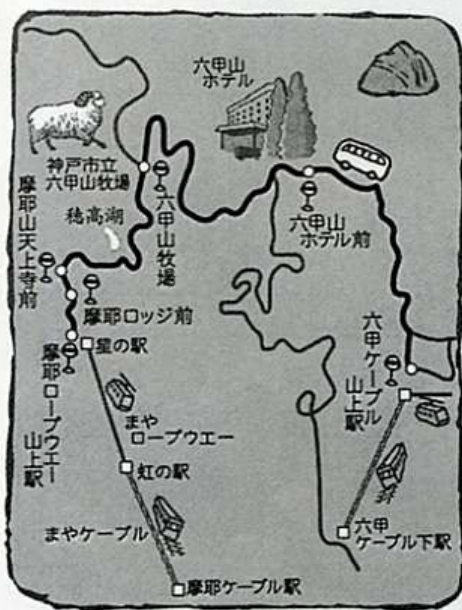 六甲山
ホテル
神戸市立
六甲山牧場
摩耶山天上寺前
穂高湖
六甲山牧場
六甲山
ホテル前
摩耶ロッジ前
星の駅
摩耶ロープウエー
山上駅
六甲ケーブル
山上駅
まや
ロープウエー
虹の駅
まやケーブル
六甲
ケーブル下駅
摩耶ケーブル駅